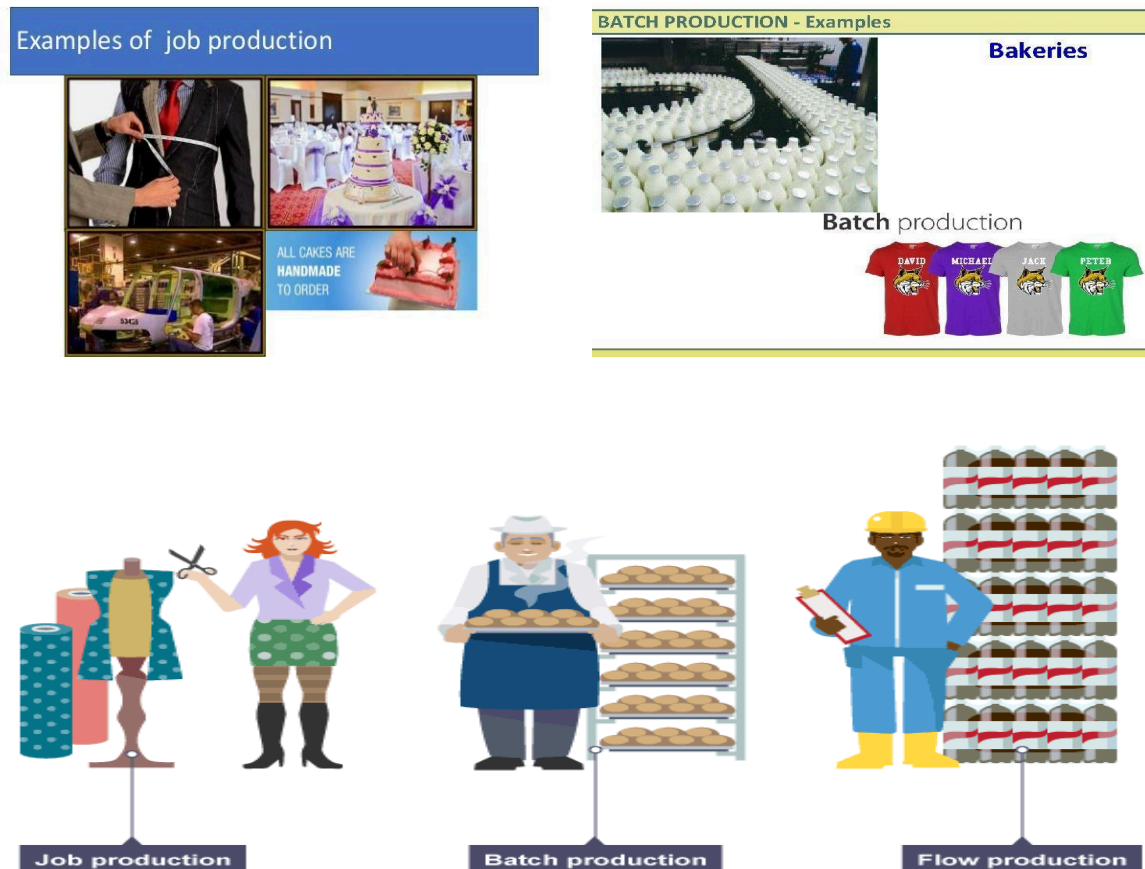 Examples of job production
ALL CAKES ARE
HANDMADE
TO ORDER
BATCH PRODUCTION - Examples
Bakeries
Batch production
DAVID
MICHAEL
JACK
PETER
Job production
Batch production
Flow production